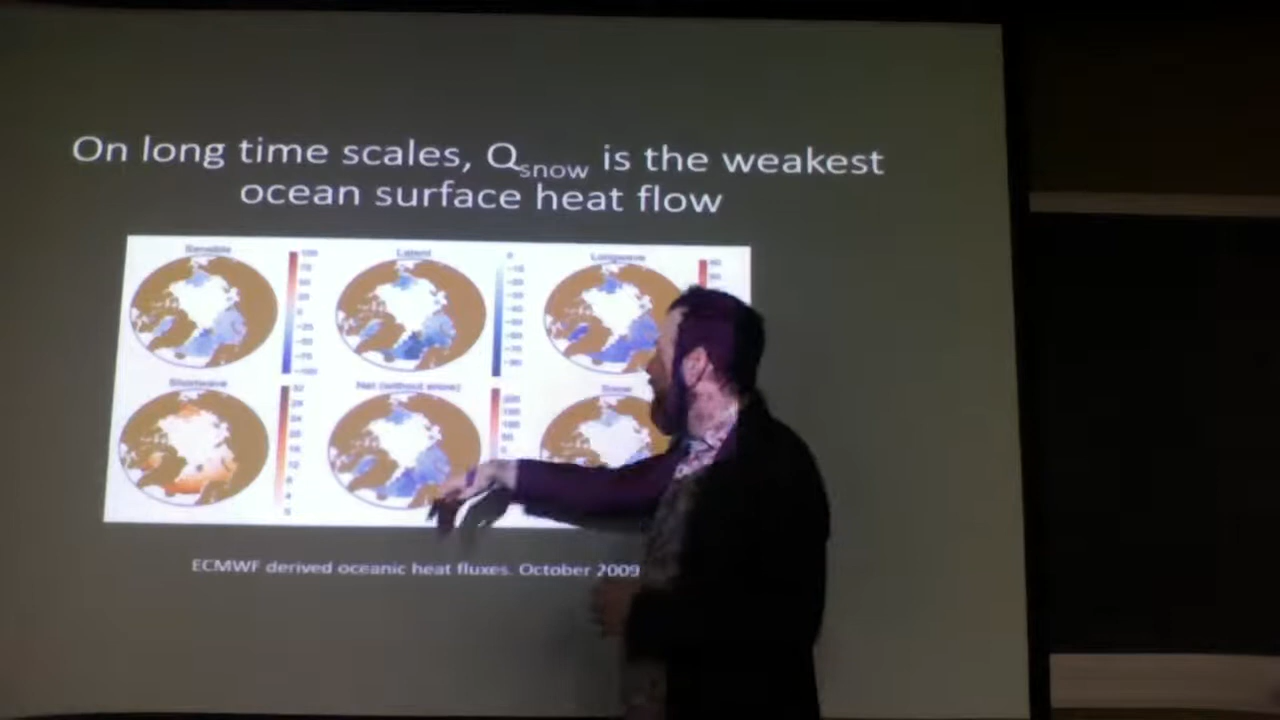 On long time scales, Qsnow is the weakest
ocean surface heat flow
Sensible
Latent
Longwave
Shortwave
Net (without snow)
Snow
ECMWF derived oceanic heat fluxes. October 2009